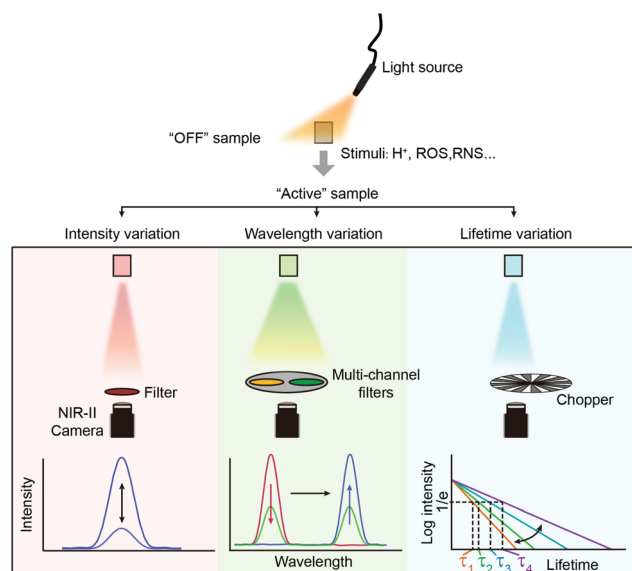 Light source
“OFF” sample
Stimuli: H⁺, ROS,RNS...
“Active” sample
Intensity variation
Wavelength variation
Lifetime variation
Filter
NIR-II
Camera
Multi-channel
filters
Chopper
Intensity
Wavelength
Log intensity
1/e
τ₁ τ₂ τ₃ τ₄
Lifetime